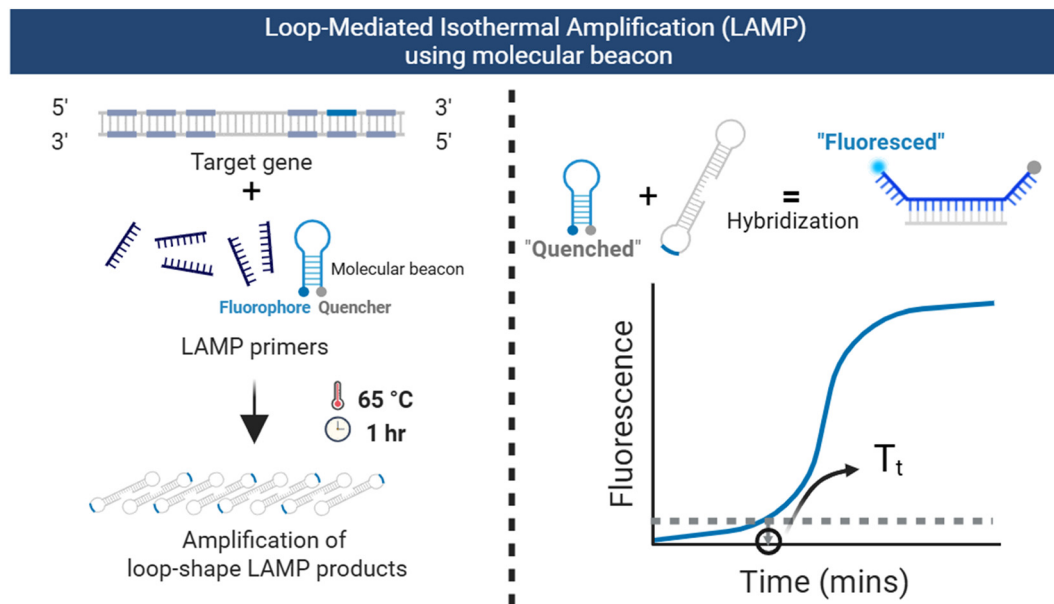 Loop-Mediated Isothermal Amplification (LAMP)
using molecular beacon
5' 3'
3' 5'
Target gene
+
Molecular beacon
Fluorophore Quencher
LAMP primers
65 °C
1 hr
Amplification of
loop-shape LAMP products
"Quenched"
+
=
Hybridization
"Fluoresced"
Fluorescence
Tt
Time (mins)